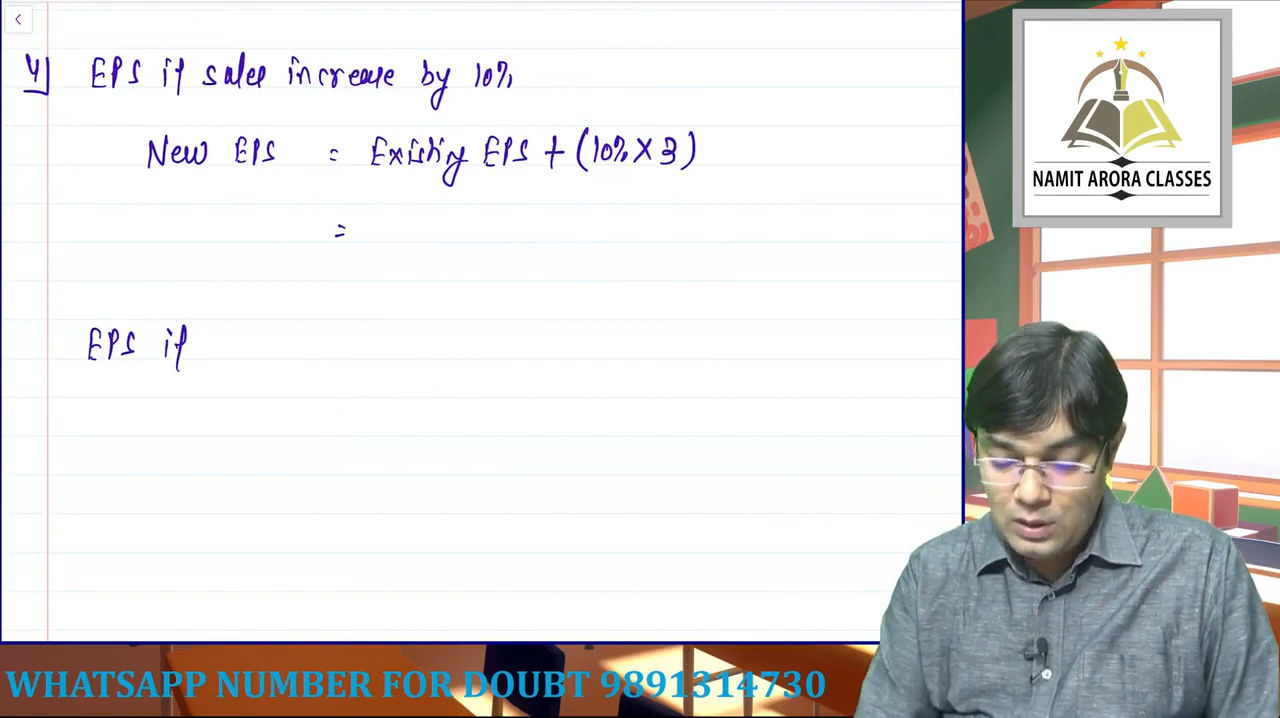 4] EPS if sales increase by 10%
New EPS = Existing EPS + (10% X 3)
=
EPS if
NAMIT ARORA CLASSES
WHATSAPP NUMBER FOR DOUBT 9891314730